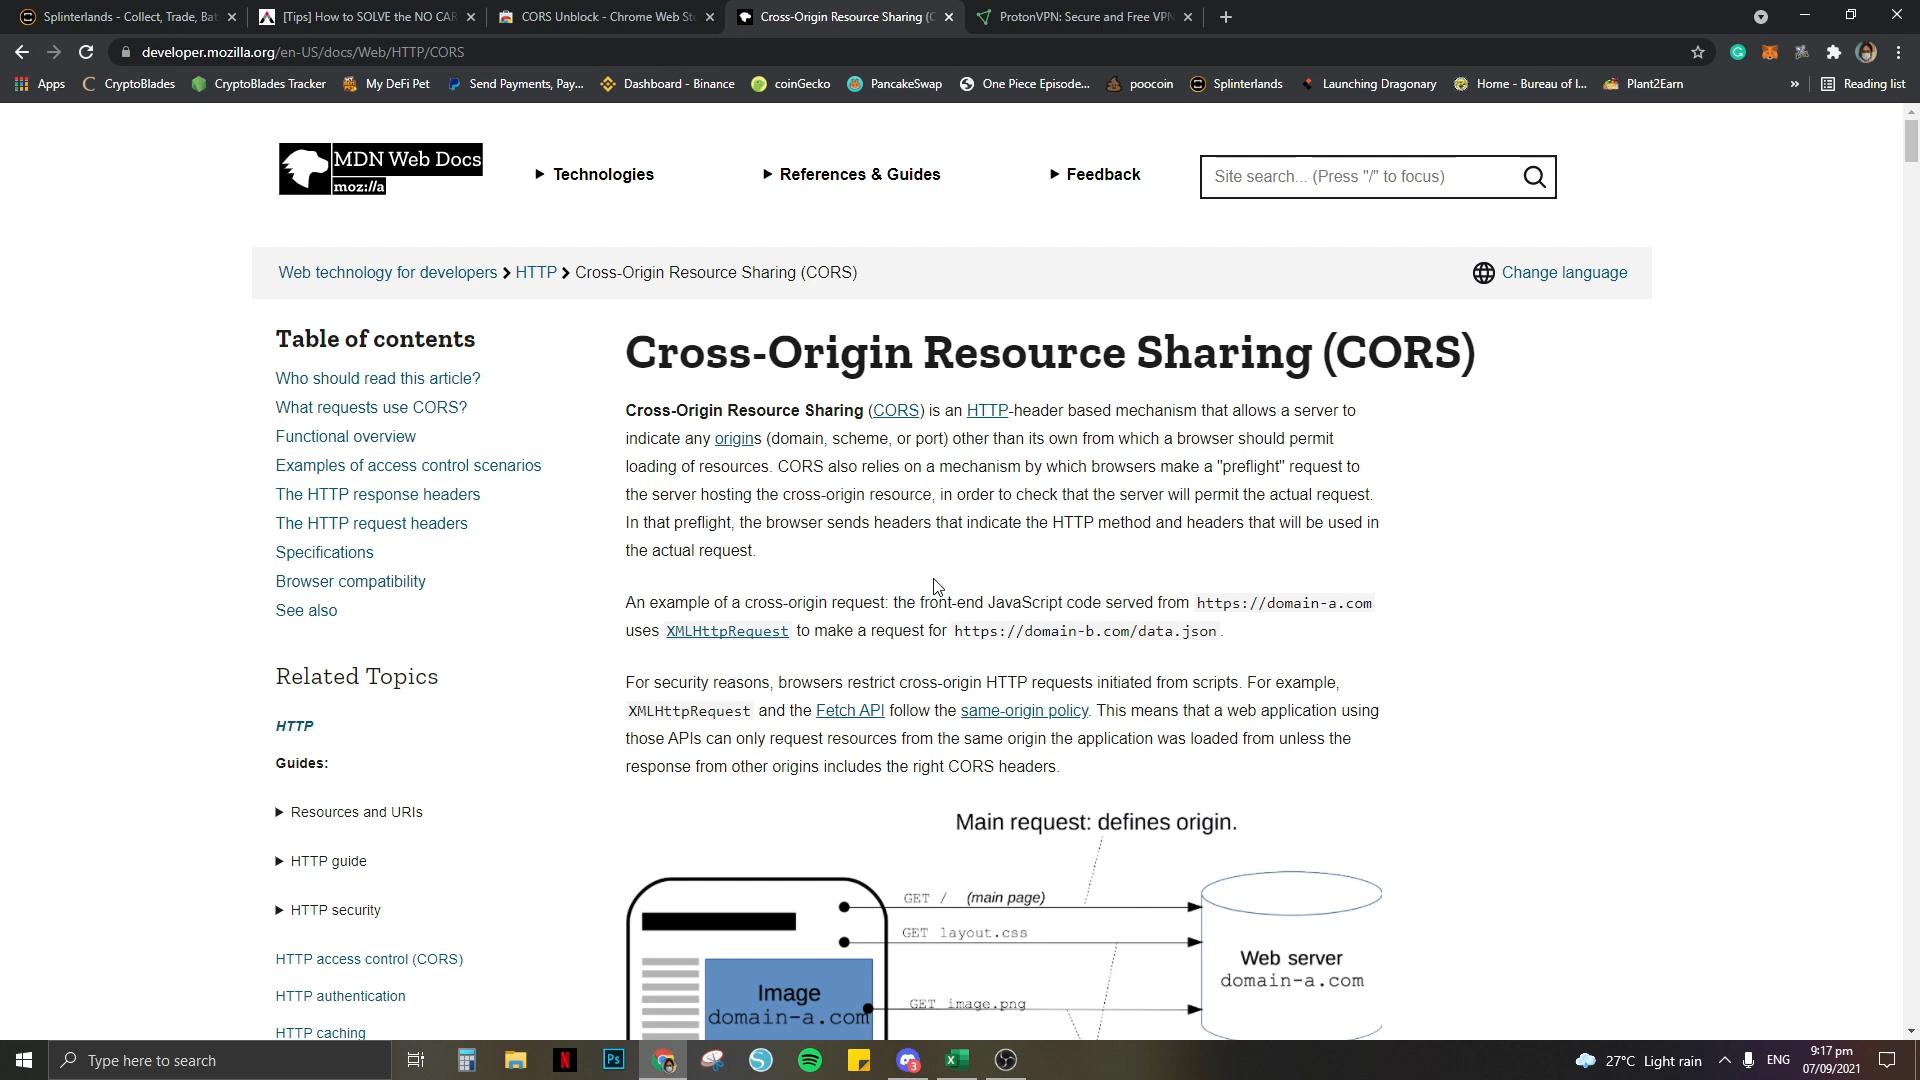 Splinterlands - Collect, Trade, Bat
[Tips] How to SOLVE the NO CAR
CORS Unblock - Chrome Web St
Cross-Origin Resource Sharing (C
ProtonVPN: Secure and Free VPN
developer.mozilla.org/en-US/docs/Web/HTTP/CORS
Apps CryptoBlades CryptoBlades Tracker My DeFi Pet Send Payments, Pay... Dashboard - Binance coinGecko PancakeSwap One Piece Episode... poocoin Splinterlands Launching Dragonary Home - Bureau of I... Plant2Earn » Reading list
MDN Web Docs
moz://a
Technologies
References & Guides
Feedback
Site search... (Press "/" to focus)
Web technology for developers HTTP Cross-Origin Resource Sharing (CORS)
Change language
Table of contents
Who should read this article?
What requests use CORS?
Functional overview
Examples of access control scenarios
The HTTP response headers
The HTTP request headers
Specifications
Browser compatibility
See also
Related Topics
HTTP
Guides:
Resources and URIs
HTTP guide
HTTP security
HTTP access control (CORS)
HTTP authentication
HTTP caching
Cross-Origin Resource Sharing (CORS)
Cross-Origin Resource Sharing (CORS) is an HTTP-header based mechanism that allows a server to
indicate any origins (domain, scheme, or port) other than its own from which a browser should permit
loading of resources. CORS also relies on a mechanism by which browsers make a "preflight" request to
the server hosting the cross-origin resource, in order to check that the server will permit the actual request.
In that preflight, the browser sends headers that indicate the HTTP method and headers that will be used in
the actual request.
An example of a cross-origin request: the front-end JavaScript code served from https://domain-a.com
uses XMLHttpRequest to make a request for https://domain-b.com/data.json.
For security reasons, browsers restrict cross-origin HTTP requests initiated from scripts. For example,
XMLHttpRequest and the Fetch API follow the same-origin policy. This means that a web application using
those APIs can only request resources from the same origin the application was loaded from unless the
response from other origins includes the right CORS headers.
Main request: defines origin.
GET / (main page)
GET layout.css
GET image.png
Image
domain-a.com
Web server
domain-a.com
Type here to search
Ps
3
27°C Light rain
ENG
9:17 pm
07/09/2021